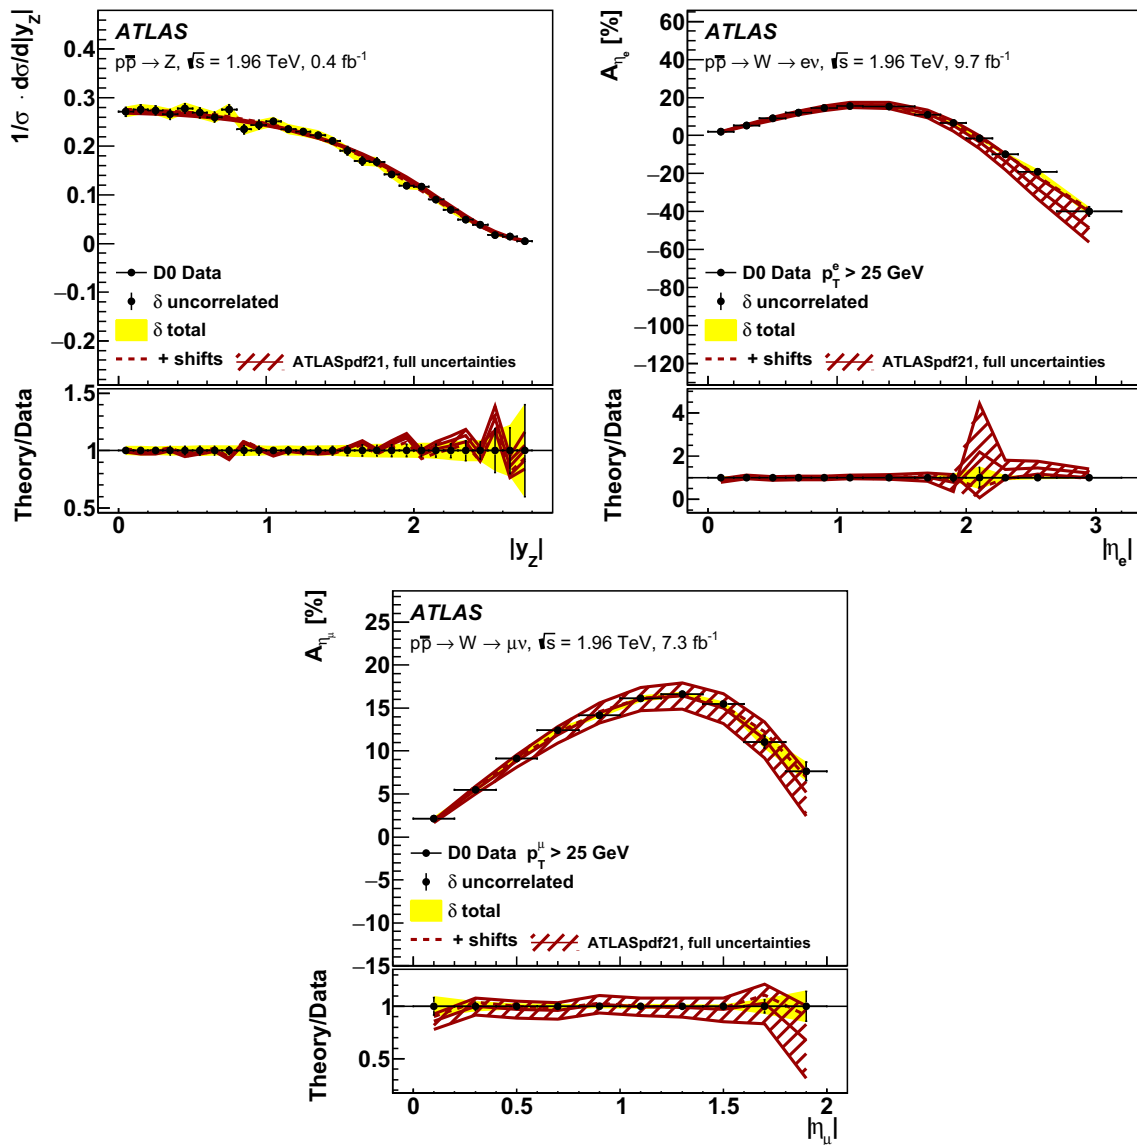 ATLAS
pp̅ → Z, √s = 1.96 TeV, 0.4 fb⁻¹
1/σ · dσ/d|y_Z|
0.4
0.3
0.2
0.1
0
−0.1
−0.2
D0 Data
δ uncorrelated
δ total
+ shifts ATLASpdf21, full uncertainties
Theory/Data
1.5
1
0.5
0 1 2
|y_Z|
ATLAS
pp̅ → W → eν, √s = 1.96 TeV, 9.7 fb⁻¹
A_ηe [%]
60
40
20
0
−20
−40
−60
−80
−100
−120
D0 Data p_T^e > 25 GeV
δ uncorrelated
δ total
+ shifts ATLASpdf21, full uncertainties
Theory/Data
4
2
0
0 1 2 3
|η_e|
ATLAS
pp̅ → W → μν, √s = 1.96 TeV, 7.3 fb⁻¹
A_ημ [%]
25
20
15
10
5
0
−5
−10
−15
D0 Data p_T^μ > 25 GeV
δ uncorrelated
δ total
+ shifts ATLASpdf21, full uncertainties
Theory/Data
1
0.5
0 0.5 1 1.5 2
|η_μ|